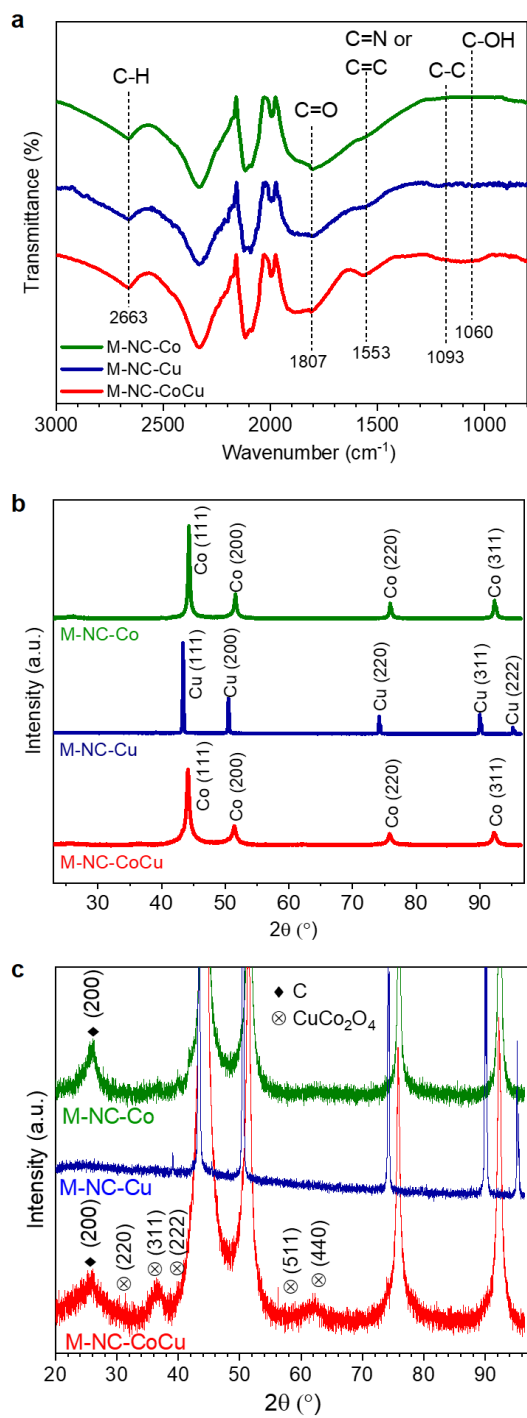 a
C-H
C=O
C=N or
C=C
C-C
C-OH
Transmittance (%)
2663
1807
1553
1093
1060
M-NC-Co
M-NC-Cu
M-NC-CoCu
3000
2500
2000
1500
1000
Wavenumber (cm⁻¹)
b
Intensity (a.u.)
Co (111)
Co (200)
Co (220)
Co (311)
M-NC-Co
Cu (111)
Cu (200)
Cu (220)
Cu (311)
Cu (222)
M-NC-Cu
Co (111)
Co (200)
Co (220)
Co (311)
M-NC-CoCu
30
40
50
60
70
80
90
2θ (°)
c
Intensity (a.u.)
(200)
C
CuCo₂O₄
M-NC-Co
M-NC-Cu
(200)
(220)
(311)
(222)
(511)
(440)
M-NC-CoCu
20
30
40
50
60
70
80
90
2θ (°)